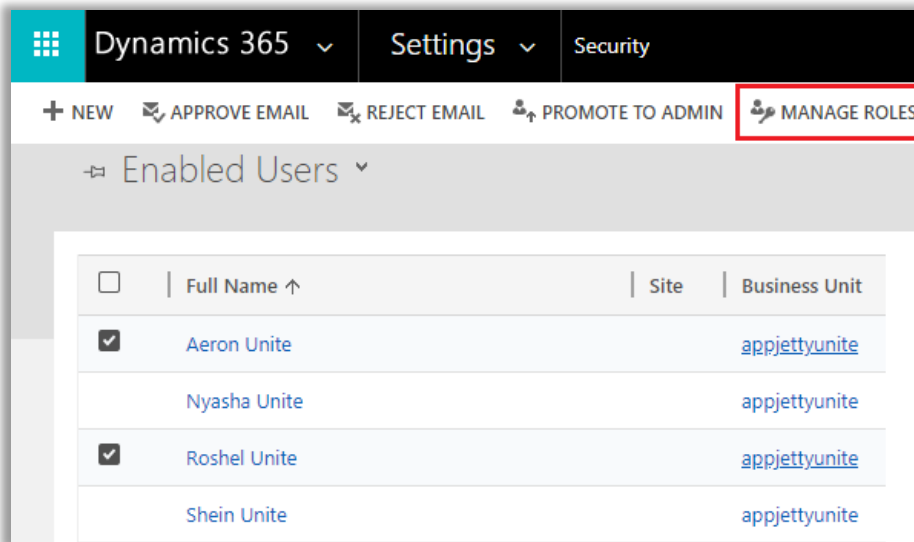 Dynamics 365 Settings Security
NEW APPROVE EMAIL REJECT EMAIL PROMOTE TO ADMIN MANAGE ROLES
Enabled Users
Full Name Site Business Unit
Aeron Unite appjettyunite
Nyasha Unite appjettyunite
Roshel Unite appjettyunite
Shein Unite appjettyunite